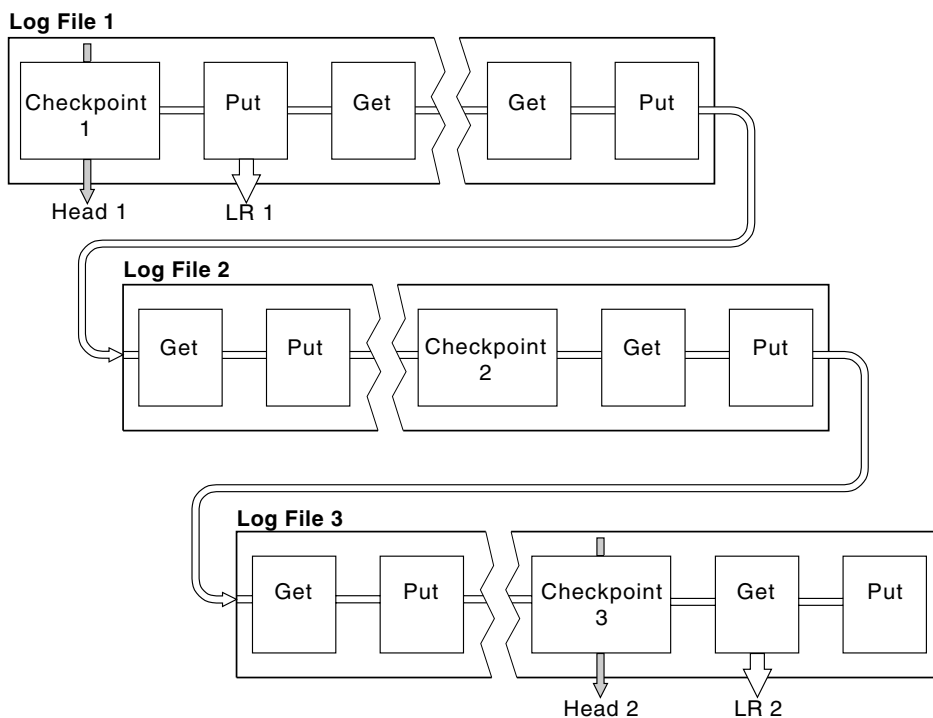 Log File 1
Checkpoint
1
Put
Get
Get
Put
Head 1
LR 1
Log File 2
Get
Put
Checkpoint
2
Get
Put
Log File 3
Get
Put
Checkpoint
3
Get
Put
Head 2
LR 2